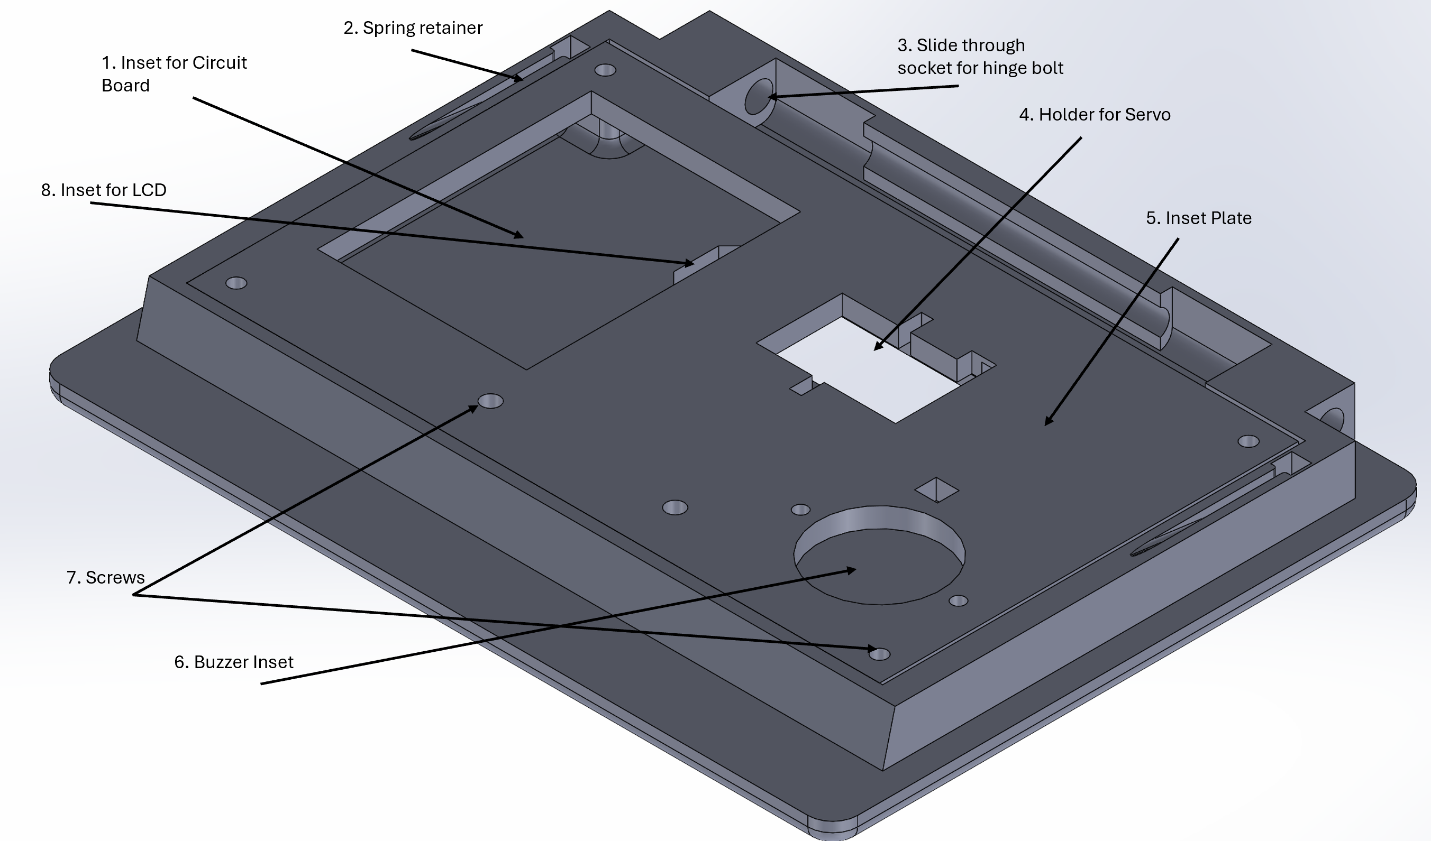 2. Spring retainer
3. Slide through
socket for hinge bolt
1. Inset for Circuit
Board
4. Holder for Servo
8. Inset for LCD
5. Inset Plate
7. Screws
6. Buzzer Inset